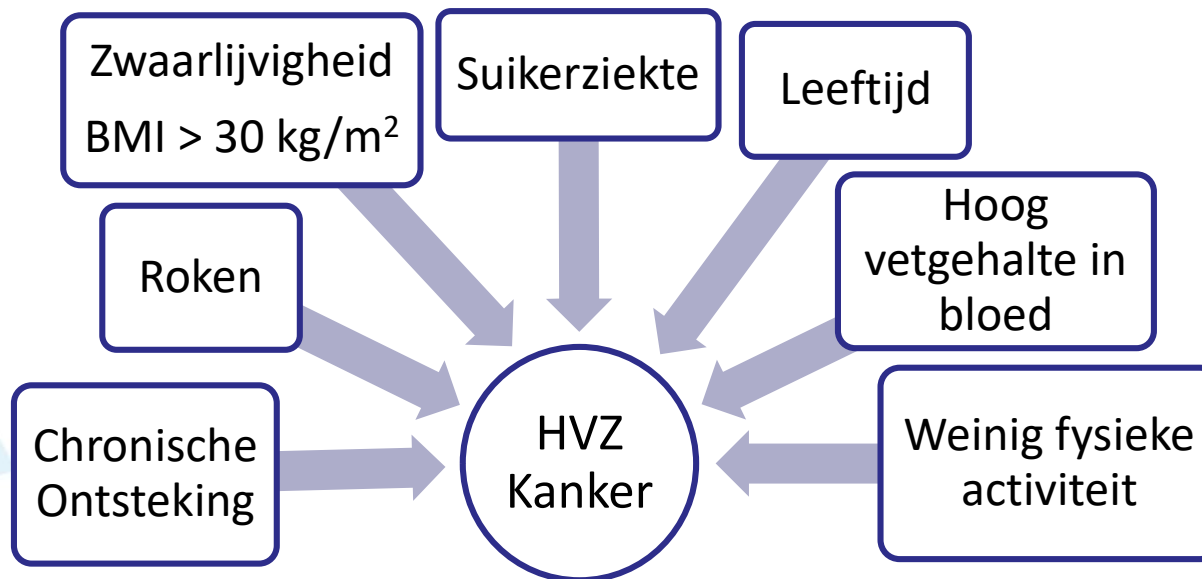 Zwaarlijvigheid
BMI > 30 kg/m²
Suikerziekte
Leeftijd
Roken
Hoog
vetgehalte in
bloed
Chronische
Ontsteking
HVZ
Kanker
Weinig fysieke
activiteit